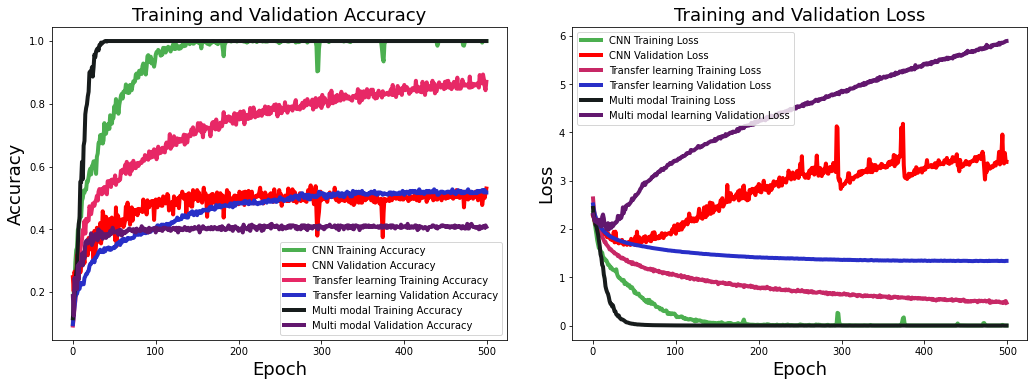 Training and Validation Accuracy
1.0
0.8
0.6
0.4
0.2
Accuracy
CNN Training Accuracy
CNN Validation Accuracy
Transfer learning Training Accuracy
Transfer learning Validation Accuracy
Multi modal Training Accuracy
Multi modal Validation Accuracy
0 100 200 300 400 500
Epoch
Training and Validation Loss
6
5
4
3
2
1
0
Loss
CNN Training Loss
CNN Validation Loss
Transfer learning Training Loss
Transfer learning Validation Loss
Multi modal Training Loss
Multi modal learning Validation Loss
0 100 200 300 400 500
Epoch